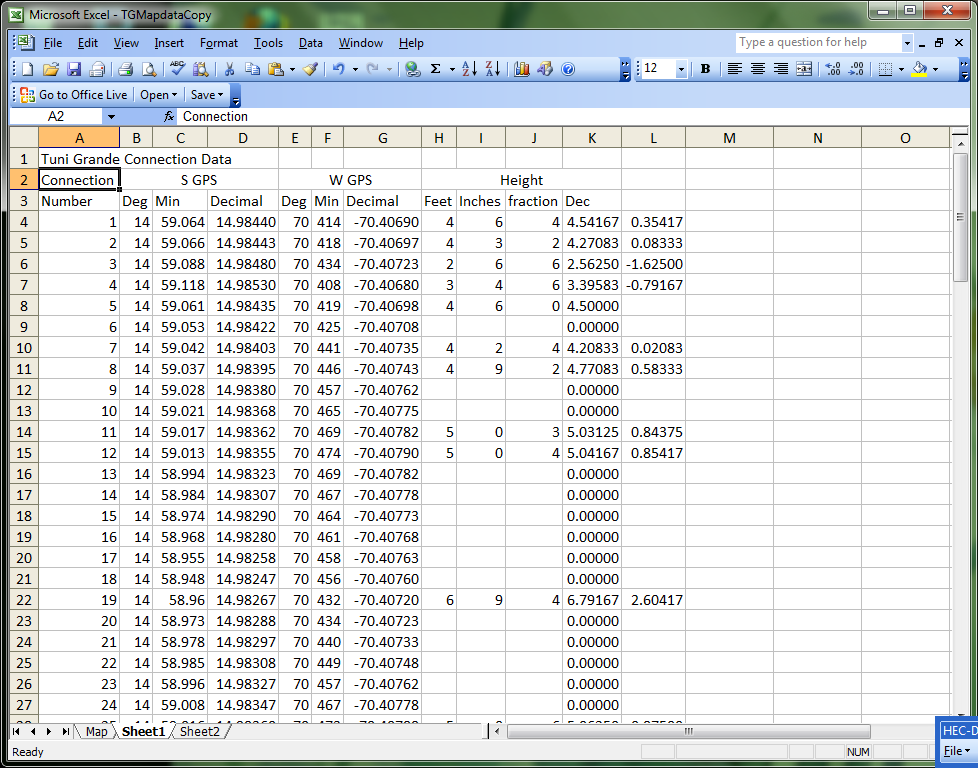 Microsoft Excel - TGMapdataCopy
File Edit View Insert Format Tools Data Window Help Type a question for help
12 B
Go to Office Live Open Save
A2 fx Connection
A B C D E F G H I J K L M N O
1 Tuni Grande Connection Data
2 Connection S GPS W GPS Height
3 Number Deg Min Decimal Deg Min Decimal Feet Inches fraction Dec
4 1 14 59.064 14.98440 70 414 -70.40690 4 6 4 4.54167 0.35417
5 2 14 59.066 14.98443 70 418 -70.40697 4 3 2 4.27083 0.08333
6 3 14 59.088 14.98480 70 434 -70.40723 2 6 6 2.56250 -1.62500
7 4 14 59.118 14.98530 70 408 -70.40680 3 4 6 3.39583 -0.79167
8 5 14 59.061 14.98435 70 419 -70.40698 4 6 0 4.50000
9 6 14 59.053 14.98422 70 425 -70.40708 0.00000
10 7 14 59.042 14.98403 70 441 -70.40735 4 2 4 4.20833 0.02083
11 8 14 59.037 14.98395 70 446 -70.40743 4 9 2 4.77083 0.58333
12 9 14 59.028 14.98380 70 457 -70.40762 0.00000
13 10 14 59.021 14.98368 70 465 -70.40775 0.00000
14 11 14 59.017 14.98362 70 469 -70.40782 5 0 3 5.03125 0.84375
15 12 14 59.013 14.98355 70 474 -70.40790 5 0 4 5.04167 0.85417
16 13 14 58.994 14.98323 70 469 -70.40782 0.00000
17 14 14 58.984 14.98307 70 467 -70.40778 0.00000
18 15 14 58.974 14.98290 70 464 -70.40773 0.00000
19 16 14 58.968 14.98280 70 461 -70.40768 0.00000
20 17 14 58.955 14.98258 70 458 -70.40763 0.00000
21 18 14 58.948 14.98247 70 456 -70.40760 0.00000
22 19 14 58.96 14.98267 70 432 -70.40720 6 9 4 6.79167 2.60417
23 20 14 58.973 14.98288 70 434 -70.40723 0.00000
24 21 14 58.978 14.98297 70 440 -70.40733 0.00000
25 22 14 58.985 14.98308 70 449 -70.40748 0.00000
26 23 14 58.996 14.98327 70 457 -70.40762 0.00000
27 24 14 59.008 14.98347 70 467 -70.40778 0.00000
Map Sheet1 Sheet2
HEC-D
Ready NUM
File